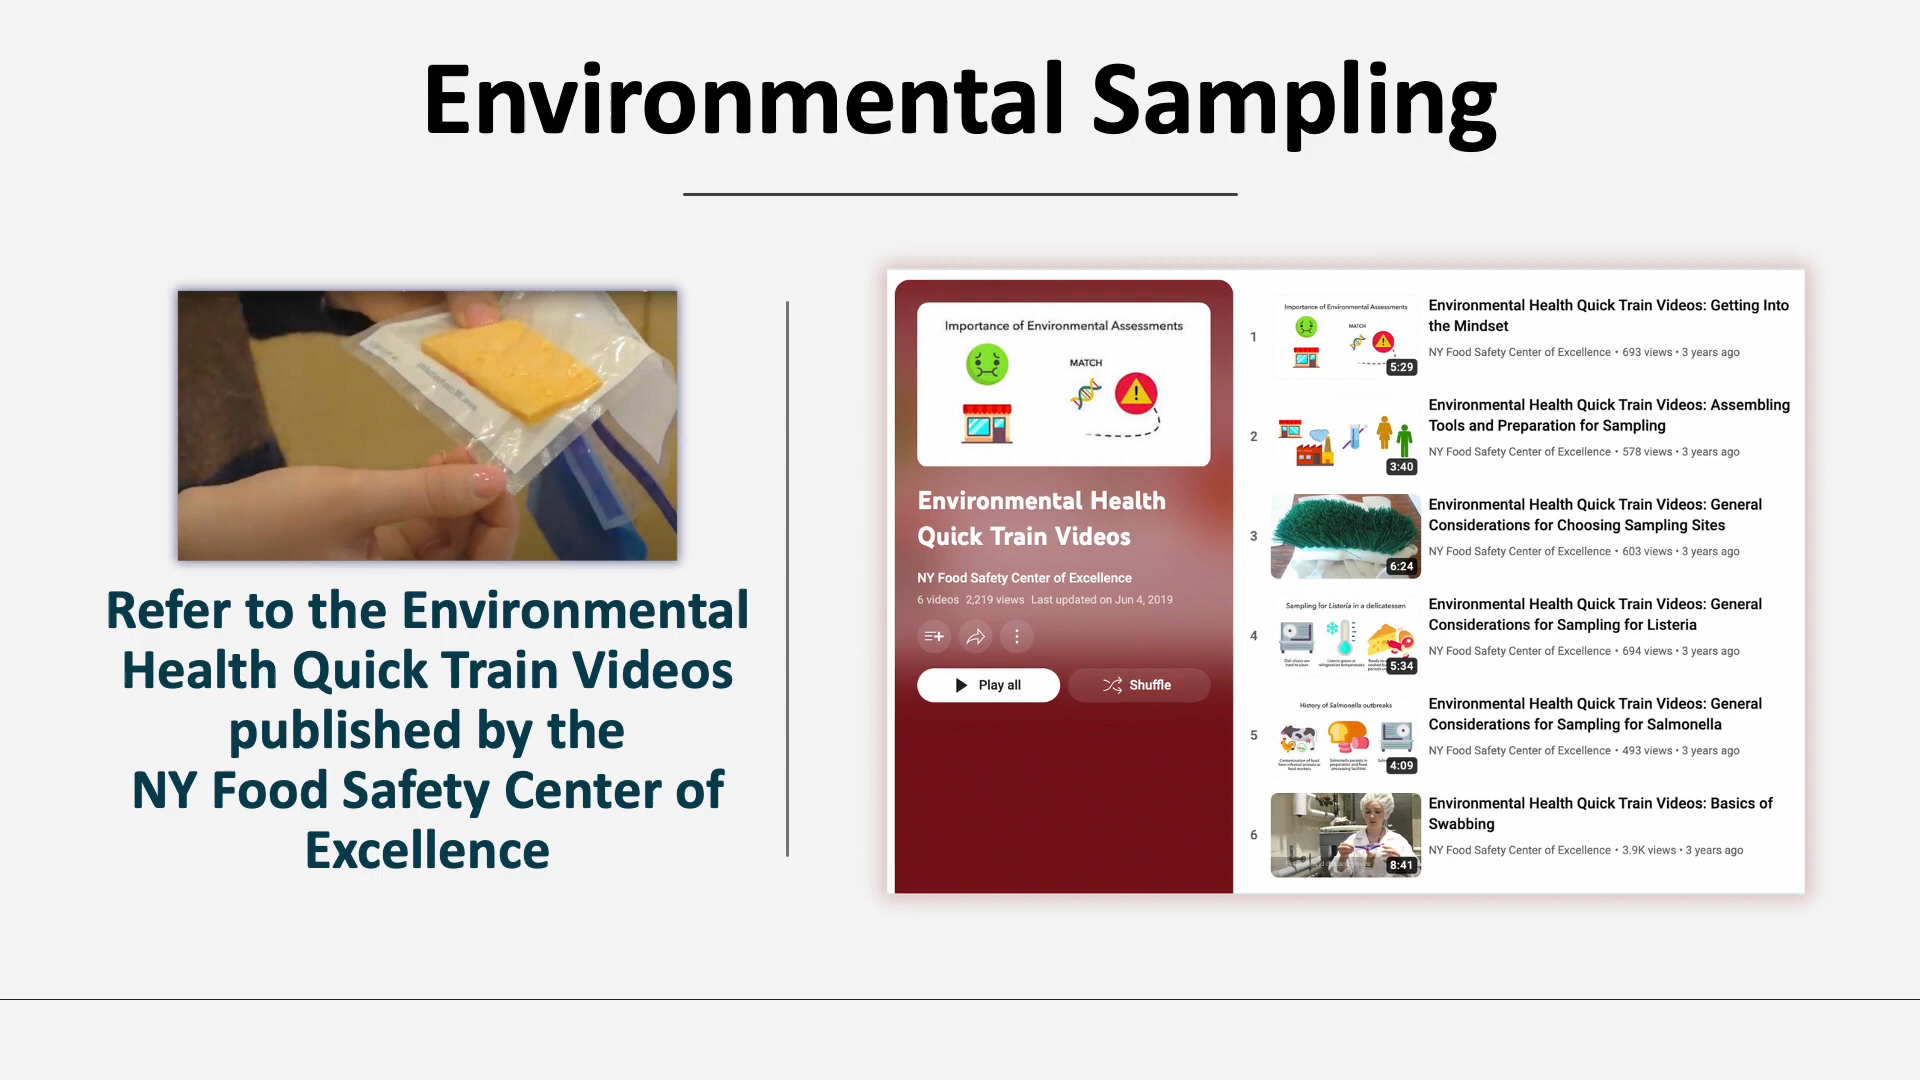 Environmental Sampling
Refer to the Environmental
Health Quick Train Videos
published by the
NY Food Safety Center of
Excellence
Importance of Environmental Assessments
MATCH
Environmental Health
Quick Train Videos
NY Food Safety Center of Excellence
6 videos 2,219 views Last updated on Jun 4, 2019
Play all
Shuffle
1
Importance of Environmental Assessments
MATCH
5:29
Environmental Health Quick Train Videos: Getting Into
the Mindset
NY Food Safety Center of Excellence • 693 views • 3 years ago
2
3:40
Environmental Health Quick Train Videos: Assembling
Tools and Preparation for Sampling
NY Food Safety Center of Excellence • 578 views • 3 years ago
3
6:24
Environmental Health Quick Train Videos: General
Considerations for Choosing Sampling Sites
NY Food Safety Center of Excellence • 603 views • 3 years ago
4
Sampling for Listeria in a delicatessen
5:34
Environmental Health Quick Train Videos: General
Considerations for Sampling for Listeria
NY Food Safety Center of Excellence • 694 views • 3 years ago
5
History of Salmonella outbreaks
4:09
Environmental Health Quick Train Videos: General
Considerations for Sampling for Salmonella
NY Food Safety Center of Excellence • 493 views • 3 years ago
6
8:41
Environmental Health Quick Train Videos: Basics of
Swabbing
NY Food Safety Center of Excellence • 3.9K views • 3 years ago